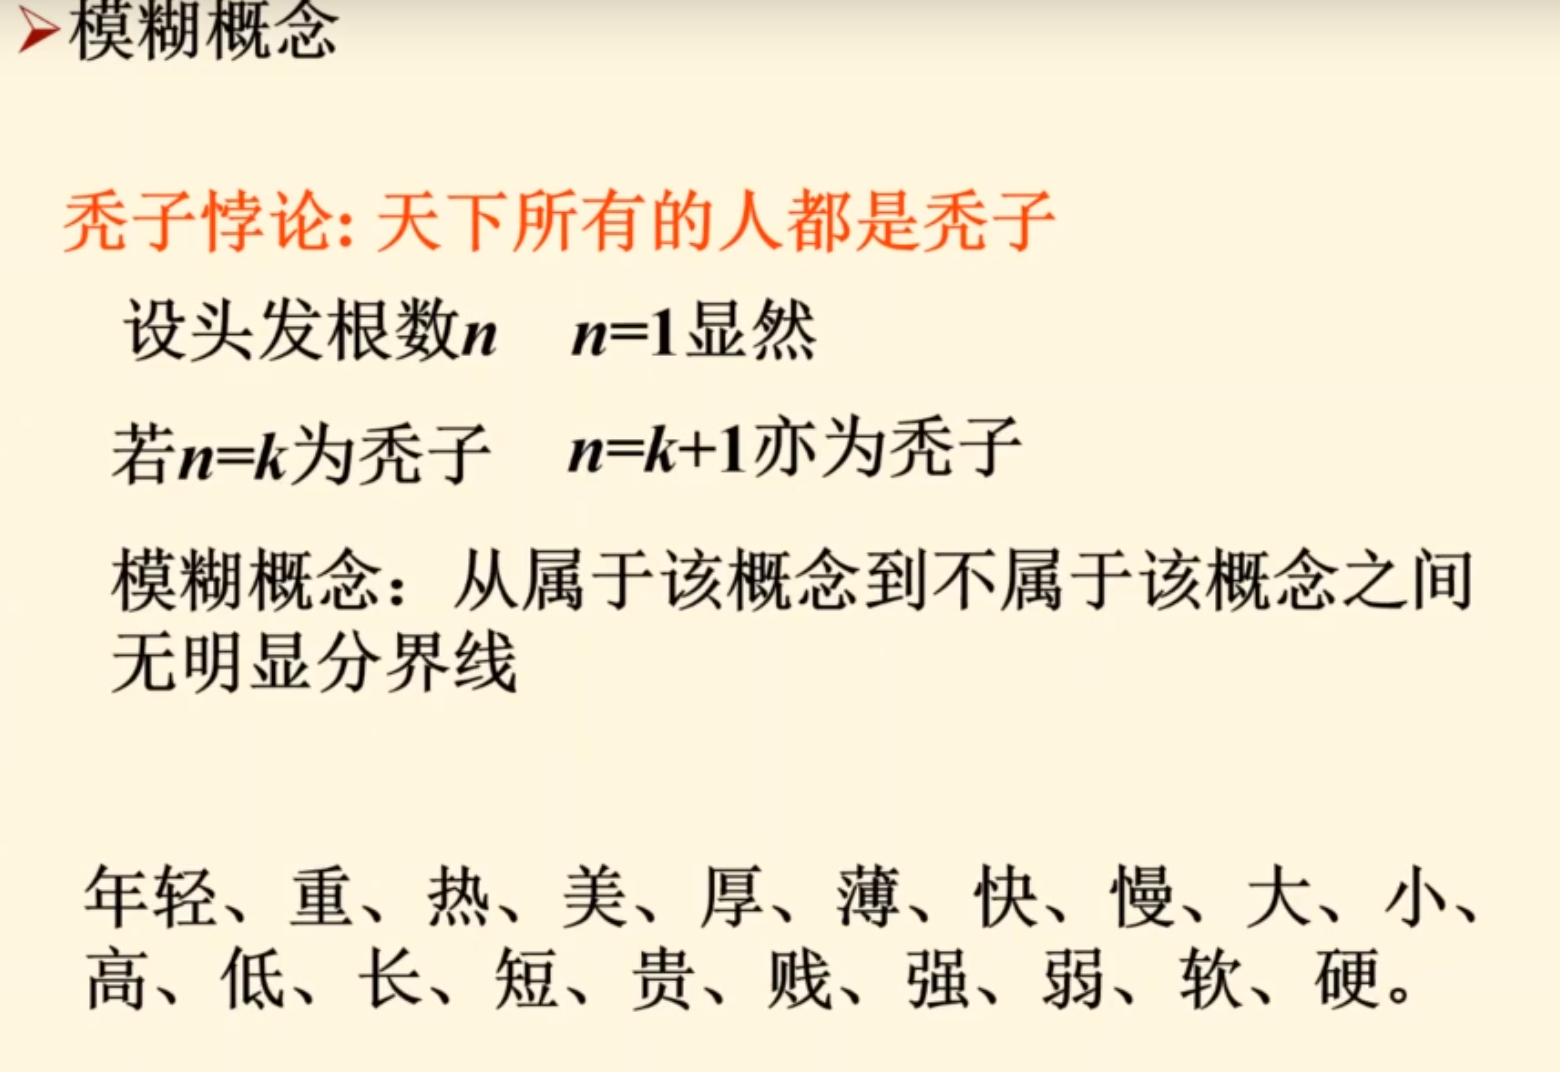 模糊概念
秃子悖论: 天下所有的人都是秃子
设头发根数n n=1显然
若n=k为秃子 n=k+1亦为秃子
模糊概念：从属于该概念到不属于该概念之间
无明显分界线
年轻、重、热、美、厚、薄、快、慢、大、小、
高、低、长、短、贵、贱、强、弱、软、硬。